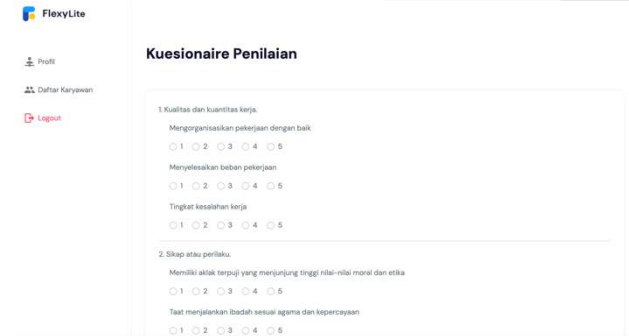 FlexyLite
Profil
Daftar Karyawan
Logout
Kuesionaire Penilaian
1. Kualitas dan kuantitas kerja.
Mengorganisasikan pekerjaan dengan baik
1 2 3 4 5
Menyelesaikan beban pekerjaan
1 2 3 4 5
Tingkat kesalahan kerja
1 2 3 4 5
2. Sikap atau perilaku.
Memiliki aklak terpuji yang menjunjung tinggi nilai-nilai moral dan etika
1 2 3 4 5
Taat menjalankan ibadah sesuai agama dan kepercayaan
1 2 3 4 5